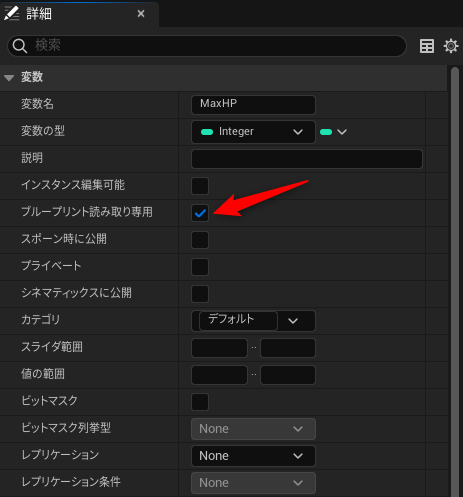 詳細
検索
変数
変数名 MaxHP
変数の型 Integer
説明
インスタンス編集可能
ブループリント読み取り専用
スポーン時に公開
プライベート
シネマティックスに公開
カテゴリ デフォルト
スライダ範囲 ..
値の範囲 ..
ビットマスク
ビットマスク列挙型 None
レプリケーション None
レプリケーション条件 None